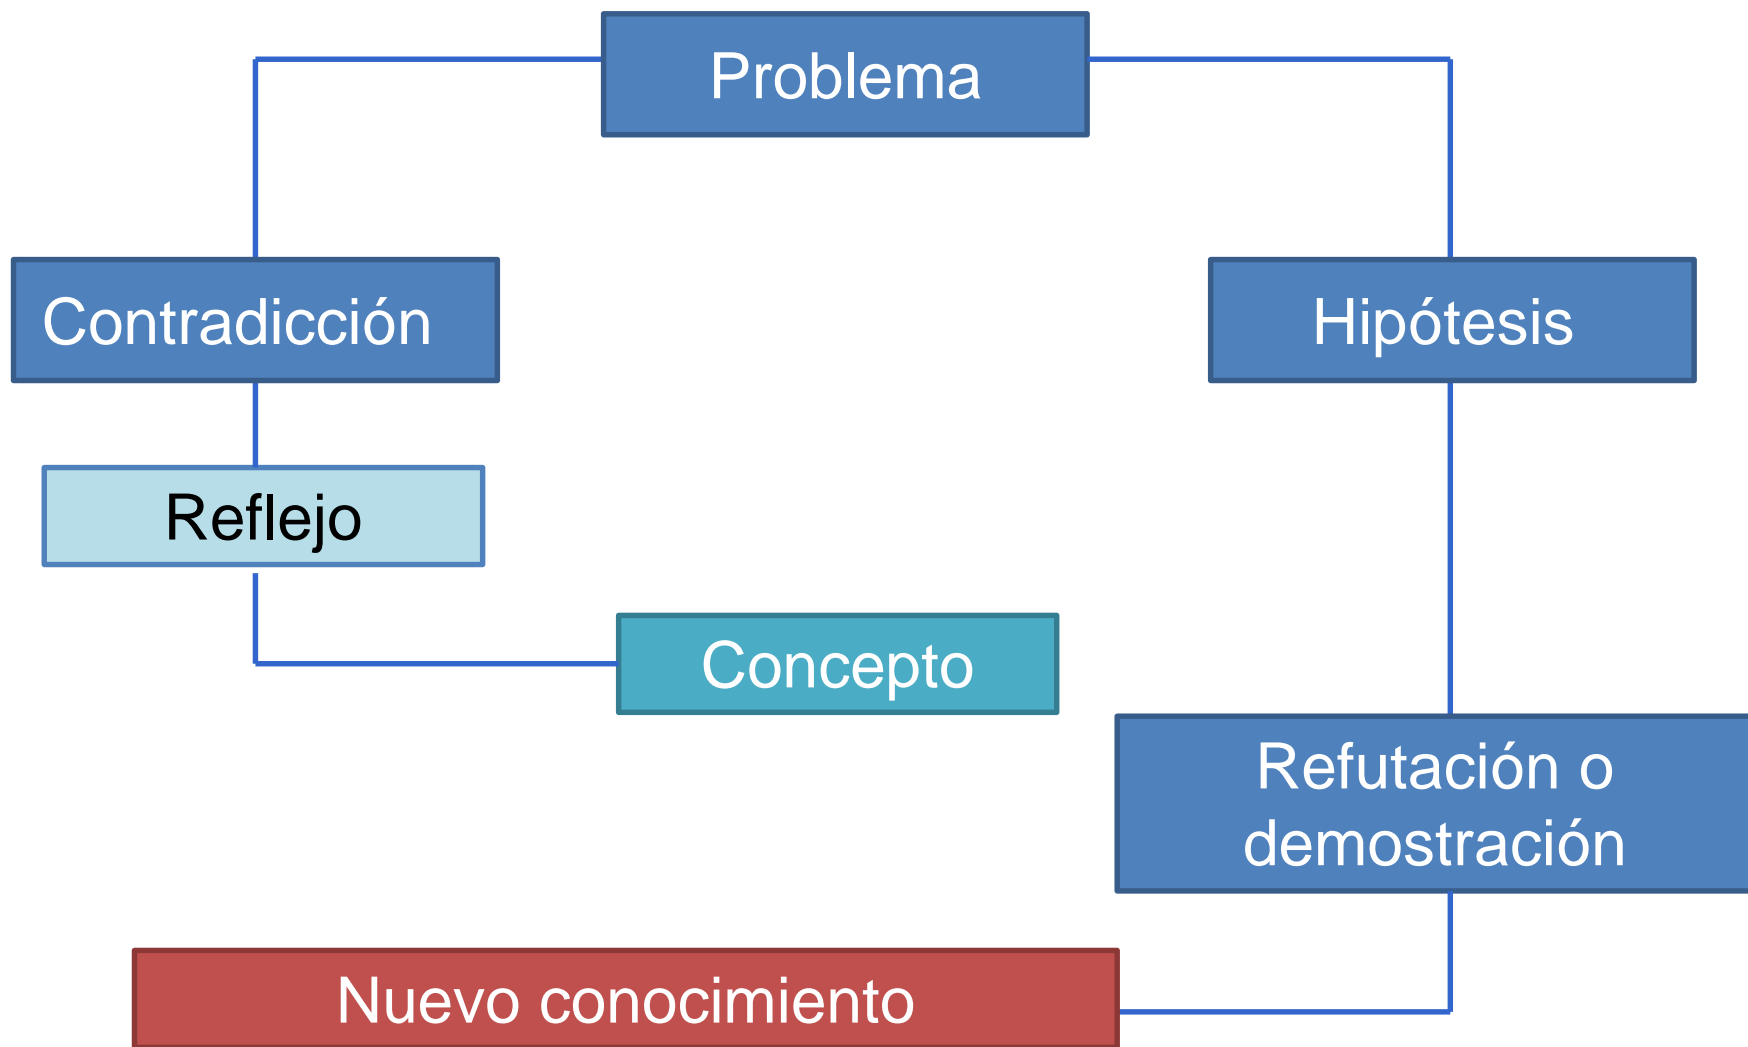 Problema
Contradicción
Hipótesis
Reflejo
Concepto
Refutación o
demostración
Nuevo conocimiento